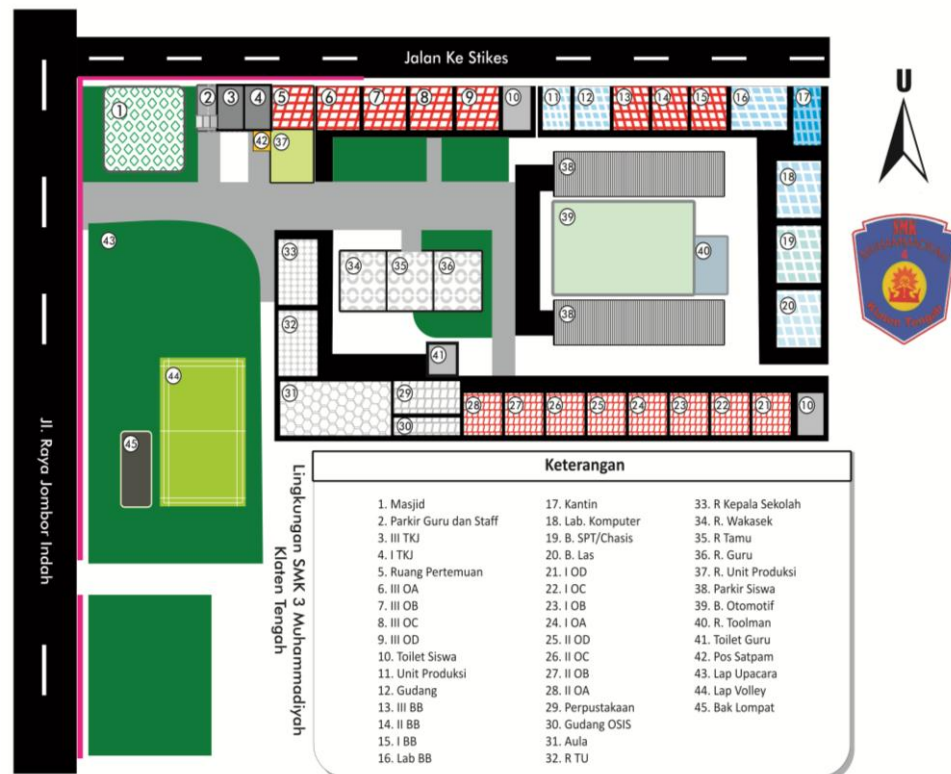 Jalan Ke Stikes
1
2
3
4
5
6
7
8
9
10
11
12
13
14
15
16
17
42
37
38
18
U
39
40
19
20
SMK
4
Klaten Tengah
43
33
34
35
36
32
38
41
44
45
31
29
30
28
27
26
25
24
23
22
21
10
Jl. Raya Jombor Indah
Lingkungan SMK 3 Muhammadiyah
Klaten Tengah
Keterangan
1. Masjid
2. Parkir Guru dan Staff
3. III TKJ
4. I TKJ
5. Ruang Pertemuan
6. III OA
7. III OB
8. III OC
9. III OD
10. Toilet Siswa
11. Unit Produksi
12. Gudang
13. III BB
14. II BB
15. I BB
16. Lab BB
17. Kantin
18. Lab. Komputer
19. B. SPT/Chasis
20. B. Las
21. I OD
22. I OC
23. I OB
24. I OA
25. II OD
26. II OC
27. II OB
28. II OA
29. Perpustakaan
30. Gudang OSIS
31. Aula
32. R TU
33. R Kepala Sekolah
34. R. Wakasek
35. R Tamu
36. R. Guru
37. R. Unit Produksi
38. Parkir Siswa
39. B. Otomotif
40. R. Toolman
41. Toilet Guru
42. Pos Satpam
43. Lap Upacara
44. Lap Volley
45. Bak Lompat